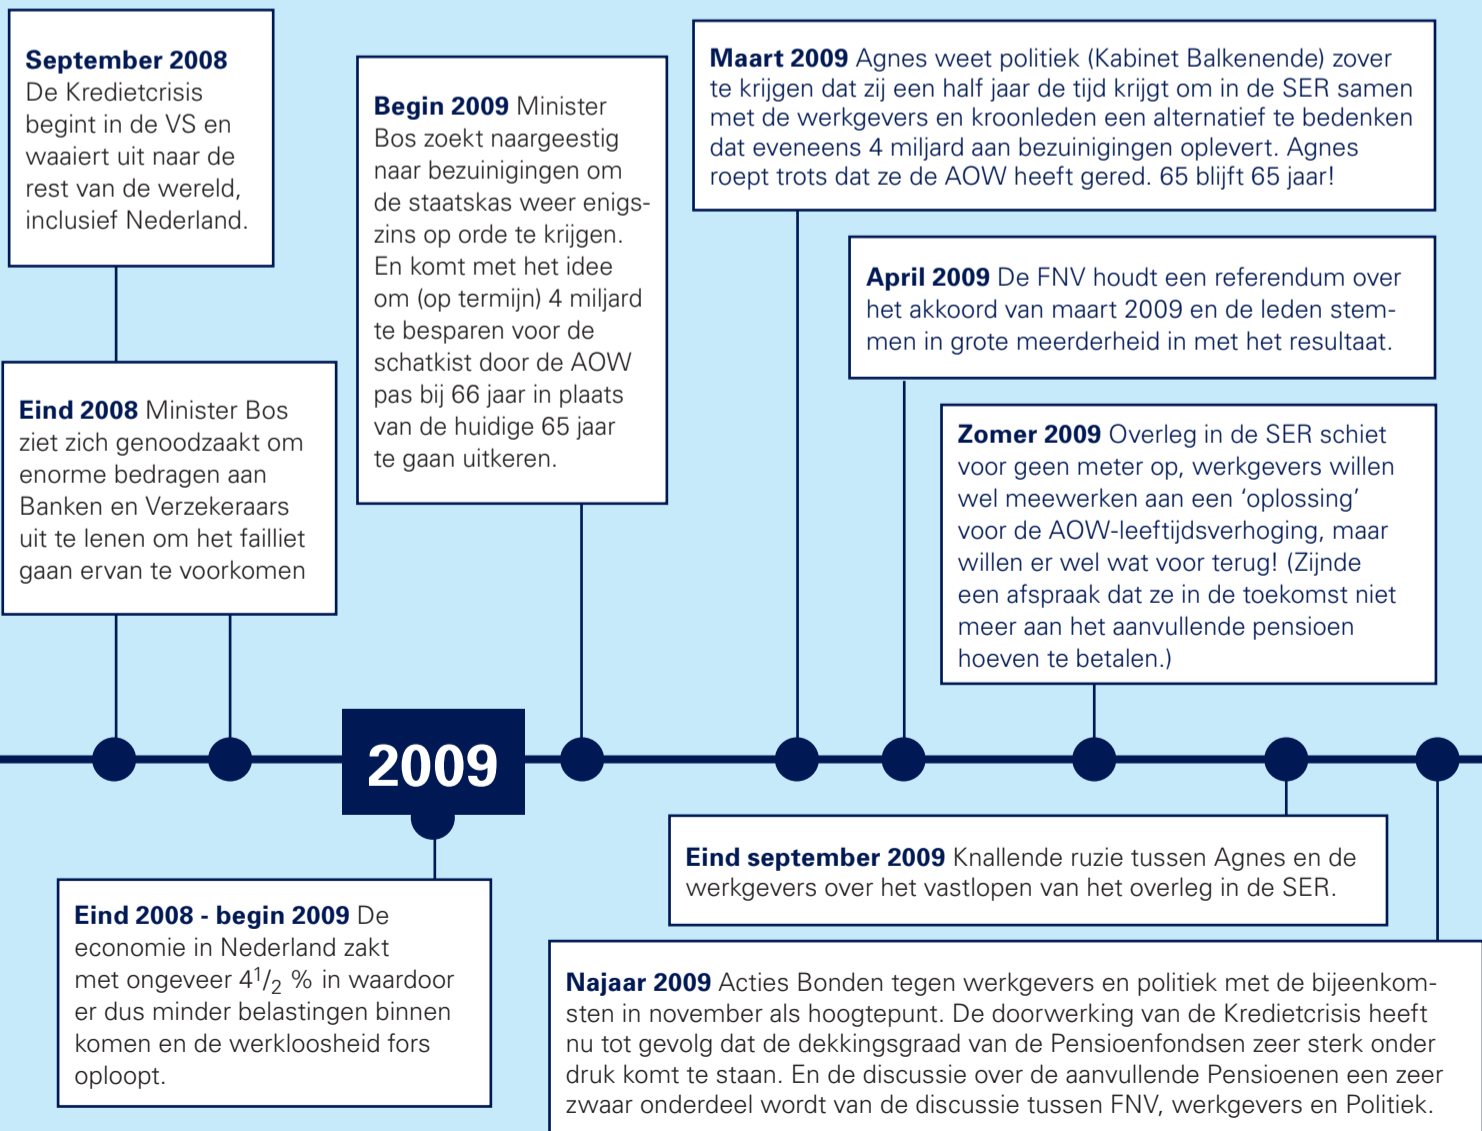 September 2008
De Kredietcrisis
begint in de VS en
waaiert uit naar de
rest van de wereld,
inclusief Nederland.
Eind 2008 Minister Bos
ziet zich genoodzaakt om
enorme bedragen aan
Banken en Verzekeraars
uit te lenen om het failliet
gaan ervan te voorkomen
2009
Eind 2008 - begin 2009 De
economie in Nederland zakt
met ongeveer 4 1/2 % in waardoor
er dus minder belastingen binnen
komen en de werkloosheid fors
oploopt.
Begin 2009 Minister
Bos zoekt naargeestig
naar bezuinigingen om
de staatskas weer enigs-
zins op orde te krijgen.
En komt met het idee
om (op termijn) 4 miljard
te besparen voor de
schatkist door de AOW
pas bij 66 jaar in plaats
van de huidige 65 jaar
te gaan uitkeren.
Maart 2009 Agnes weet politiek (Kabinet Balkenende) zover
te krijgen dat zij een half jaar de tijd krijgt om in de SER samen
met de werkgevers en kroonleden een alternatief te bedenken
dat eveneens 4 miljard aan bezuinigingen oplevert. Agnes
roept trots dat ze de AOW heeft gered. 65 blijft 65 jaar!
April 2009 De FNV houdt een referendum over
het akkoord van maart 2009 en de leden stem-
men in grote meerderheid in met het resultaat.
Zomer 2009 Overleg in de SER schiet
voor geen meter op, werkgevers willen
wel meewerken aan een ‘oplossing’
voor de AOW-leeftijdsverhoging, maar
willen er wel wat voor terug! (Zijnde
een afspraak dat ze in de toekomst niet
meer aan het aanvullende pensioen
hoeven te betalen.)
Eind september 2009 Knallende ruzie tussen Agnes en de
werkgevers over het vastlopen van het overleg in de SER.
Najaar 2009 Acties Bonden tegen werkgevers en politiek met de bijeenkom-
sten in november als hoogtepunt. De doorwerking van de Kredietcrisis heeft
nu tot gevolg dat de dekkingsgraad van de Pensioenfondsen zeer sterk onder
druk komt te staan. En de discussie over de aanvullende Pensioenen een zeer
zwaar onderdeel wordt van de discussie tussen FNV, werkgevers en Politiek.